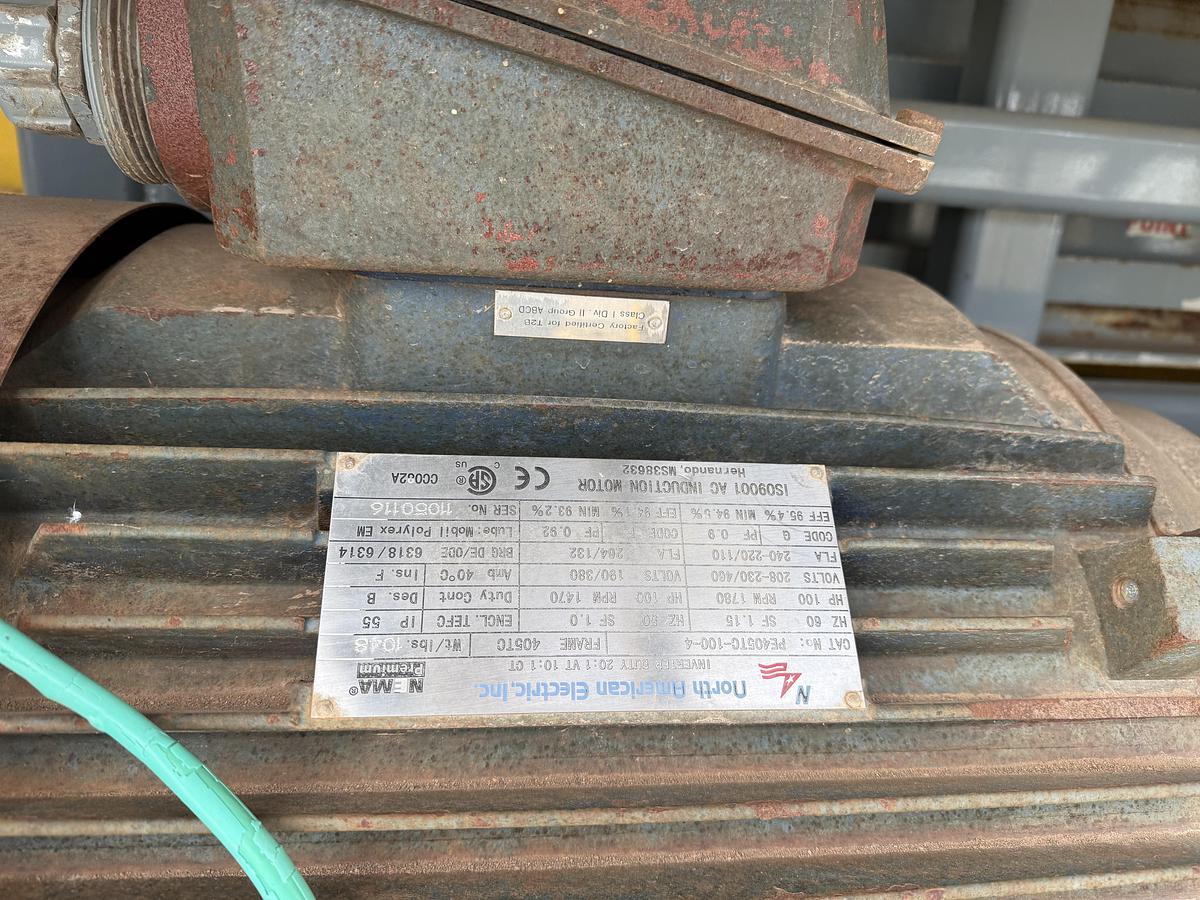 North American Electric, Inc.
NEMA® Premium
INVERTER DUTY 20:1 VT 10:1 CT
CAT No: PE405TC-100-4 FRAME 405TC Wt/lbs. 1048
HZ 60 SF 1.15 HZ 50 SF 1.0 ENCL. TEFC IP 55
HP 100 RPM 1780 HP 100 RPM 1470 Duty Cont Des. B
VOLTS 208-230/460 VOLTS 190/380 Amb 40°C Ins. F
FLA 240-220/110 FLA 264/132 BRG DE/ODE 6318/6314
CODE G PF 0.9 CODE PF 0.92 Lube: Mobil Polyrex EM
EFF 95.4% MIN 94.5% EFF 94.1% MIN 93.2% SER No. 11050116
ISO9001 AC INDUCTION MOTOR CE SA® C US CC032A
Hernando, MS38632
Factory Certified for T2B
Class I Div. II Group ABCD